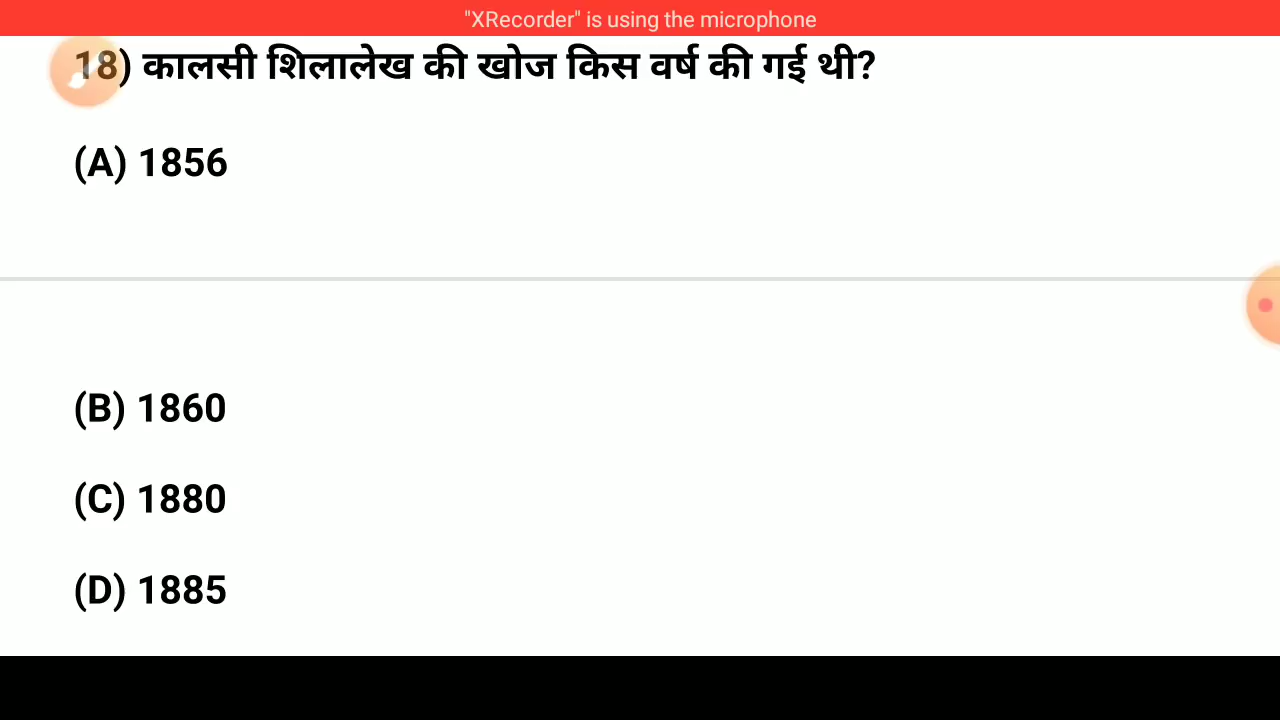 "XRecorder" is using the microphone
18) कालसी शिलालेख की खोज किस वर्ष की गई थी?
(A) 1856
(B) 1860
(C) 1880
(D) 1885